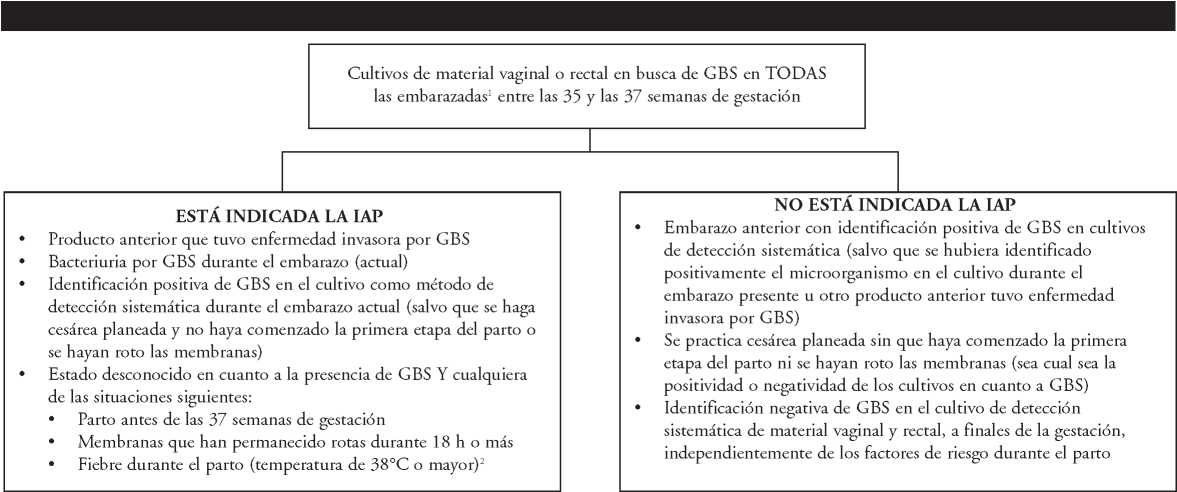 Cultivos de material vaginal o rectal en busca de GBS en TODAS
las embarazadas¹ entre las 35 y las 37 semanas de gestación
ESTÁ INDICADA LA IAP
• Producto anterior que tuvo enfermedad invasora por GBS
• Bacteriuria por GBS durante el embarazo (actual)
• Identificación positiva de GBS en el cultivo como método de
detección sistemática durante el embarazo actual (salvo que se haga
cesárea planeada y no haya comenzado la primera etapa del parto o
se hayan roto las membranas)
• Estado desconocido en cuanto a la presencia de GBS Y cualquiera
de las situaciones siguientes:
• Parto antes de las 37 semanas de gestación
• Membranas que han permanecido rotas durante 18 h o más
• Fiebre durante el parto (temperatura de 38°C o mayor)²
NO ESTÁ INDICADA LA IAP
• Embarazo anterior con identificación positiva de GBS en cultivos
de detección sistemática (salvo que se hubiera identificado
positivamente el microorganismo en el cultivo durante el
embarazo presente u otro producto anterior tuvo enfermedad
invasora por GBS)
• Se practica cesárea planeada sin que haya comenzado la primera
etapa del parto ni se hayan roto las membranas (sea cual sea la
positividad o negatividad de los cultivos en cuanto a GBS)
• Identificación negativa de GBS en el cultivo de detección
sistemática de material vaginal y rectal, a finales de la gestación,
independientemente de los factores de riesgo durante el parto